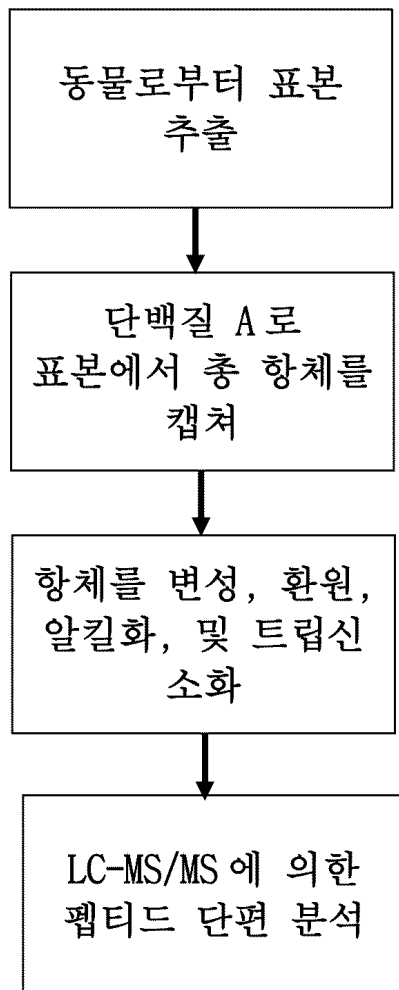 동물로부터 표본
추출
단백질 A로
표본에서 총 항체를
캡쳐
항체를 변성, 환원,
알킬화, 및 트립신
소화
LC-MS/MS에 의한
펩티드 단편 분석